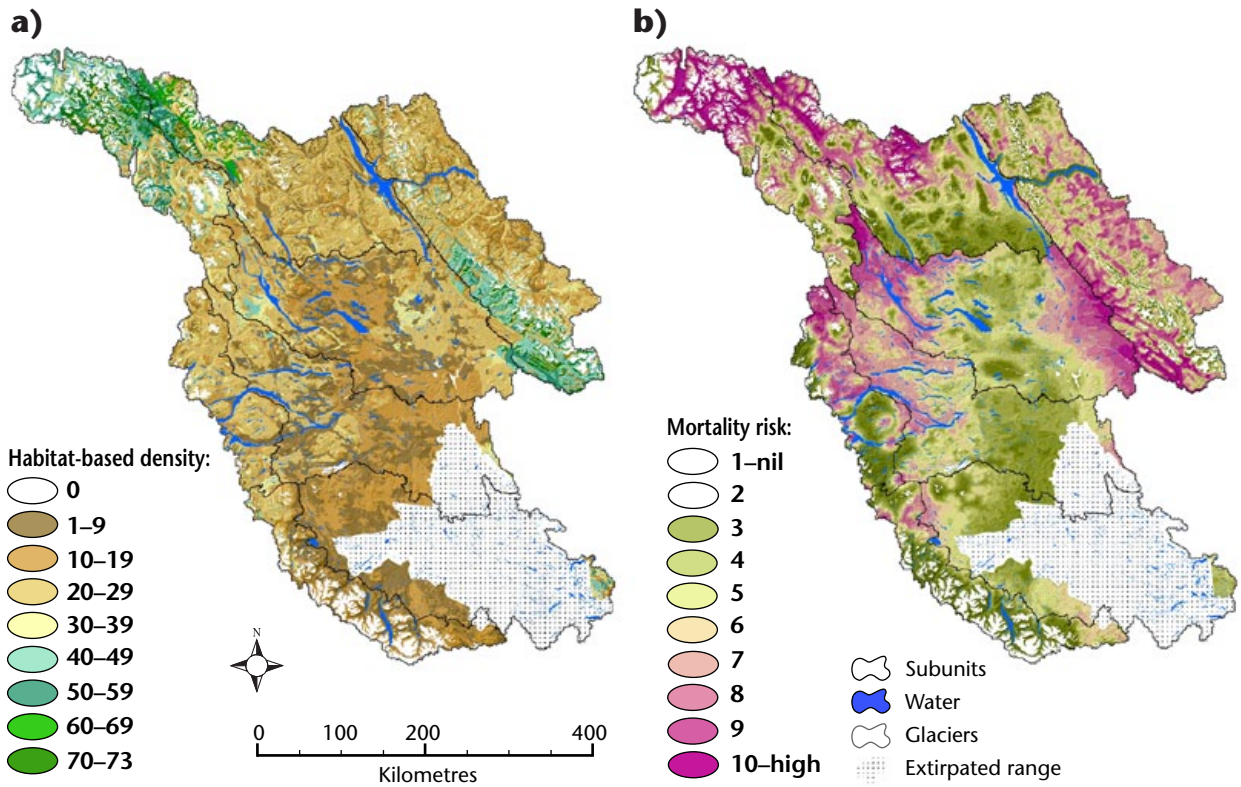 a)
b)
Habitat-based density:
0
1–9
10–19
20–29
30–39
40–49
50–59
60–69
70–73
N
0 100 200 400
Kilometres
Mortality risk:
1–nil
2
3
4
5
6
7
8
9
10–high
Subunits
Water
Glaciers
Extirpated range